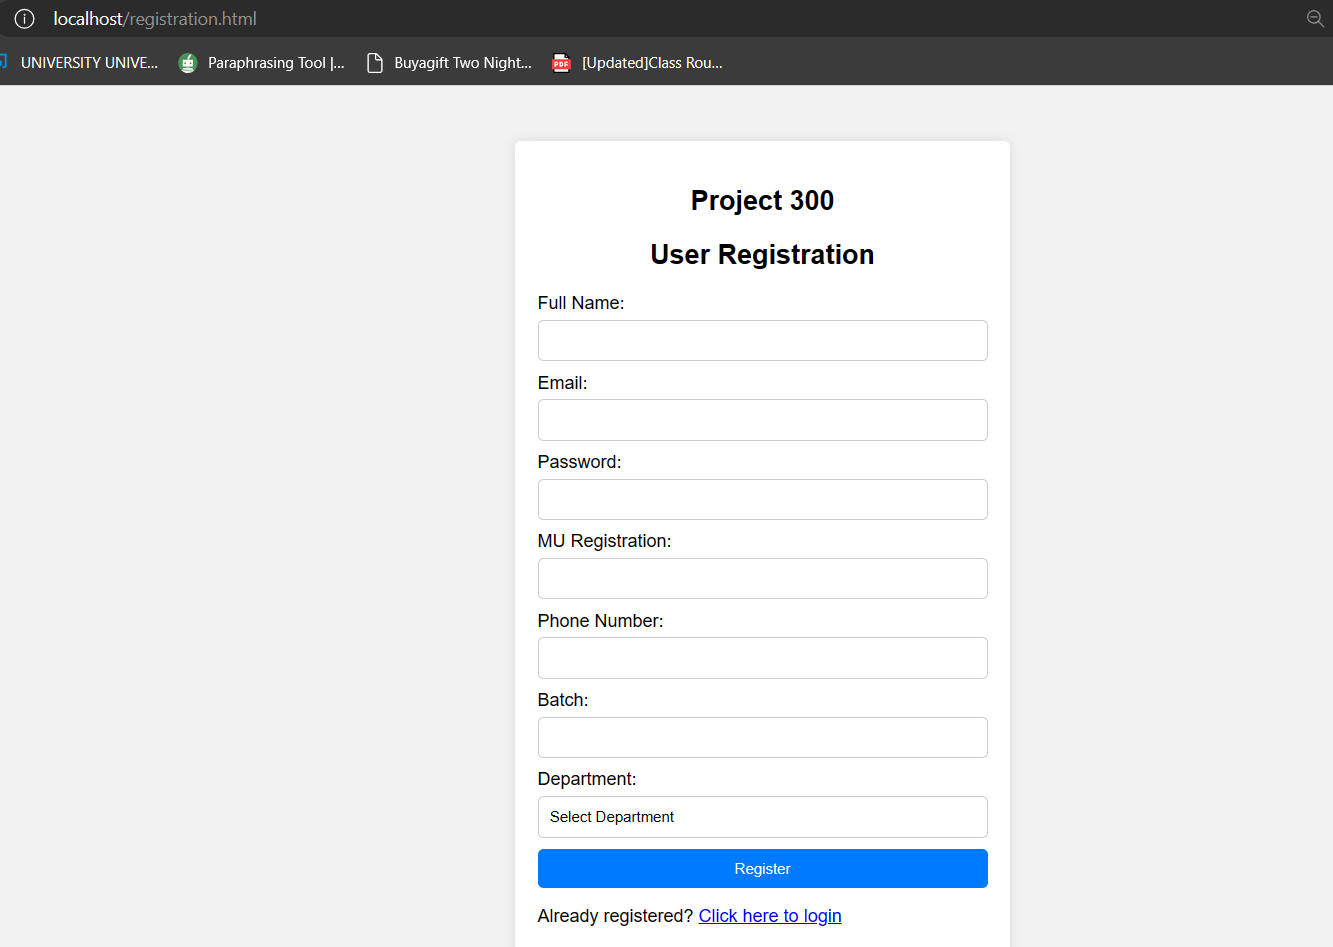 localhost/registration.html
UNIVERSITY UNIVE...
Paraphrasing Tool |...
Buyagift Two Night...
PDF
[Updated]Class Rou...
Project 300
User Registration
Full Name:
Email:
Password:
MU Registration:
Phone Number:
Batch:
Department:
Select Department
Register
Already registered? Click here to login